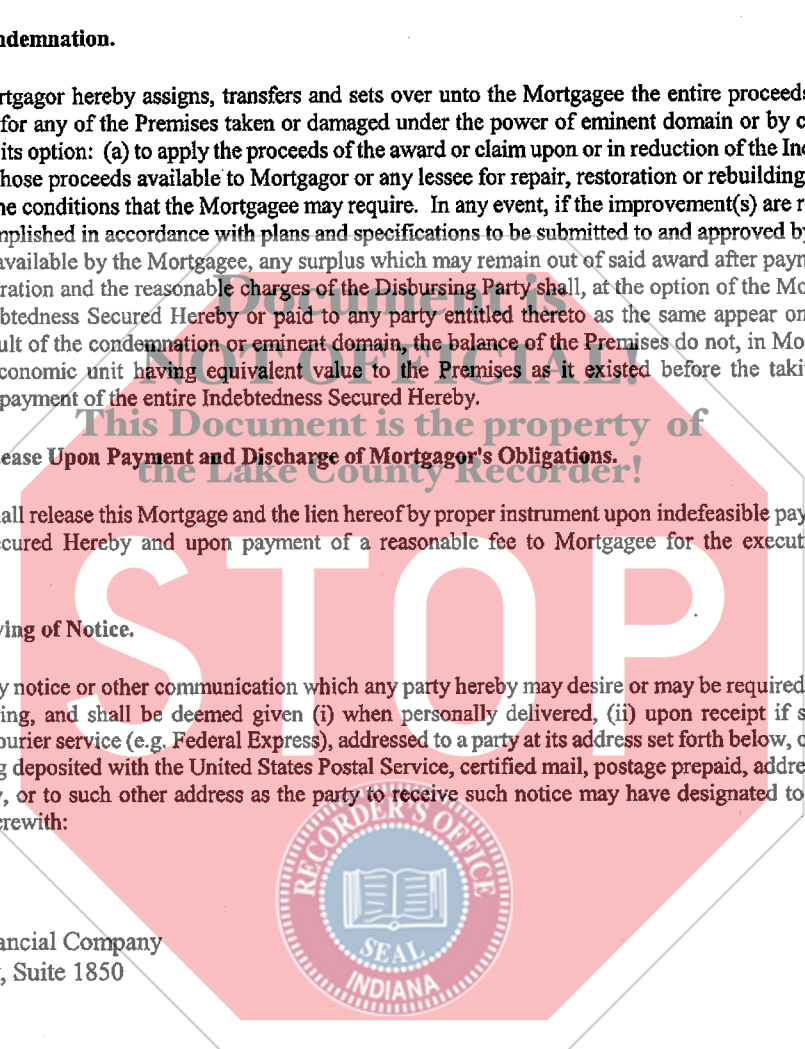 ndemnation.
rtgagor hereby assigns, transfers and sets over unto the Mortgagee the entire proceeds
for any of the Premises taken or damaged under the power of eminent domain or by c
its option: (a) to apply the proceeds of the award or claim upon or in reduction of the In
hose proceeds available to Mortgagor or any lessee for repair, restoration or rebuilding
ne conditions that the Mortgagee may require. In any event, if the improvement(s) are r
mplished in accordance with plans and specifications to be submitted to and approved by
available by the Mortgagee, any surplus which may remain out of said award after paym
ration and the reasonable charges of the Disbursing Party shall, at the option of the Mo
Document is
btedness Secured Hereby or paid to any party entitled thereto as the same appear on
ult of the condemnation or eminent domain, the balance of the Premises do not, in Mo
NOT OFFICIAL!
conomic unit having equivalent value to the Premises as it existed before the taki
payment of the entire Indebtedness Secured Hereby.
This Document is the property of
ease Upon Payment and Discharge of Mortgagor's Obligations.
the Lake County Recorder!
all release this Mortgage and the lien hereof by proper instrument upon indefeasible pay
ecured Hereby and upon payment of a reasonable fee to Mortgagee for the execut
STOP
ving of Notice.
y notice or other communication which any party hereby may desire or may be required
ing, and shall be deemed given (i) when personally delivered, (ii) upon receipt if s
ourier service (e.g. Federal Express), addressed to a party at its address set forth below, o
g deposited with the United States Postal Service, certified mail, postage prepaid, addre
, or to such other address as the party to receive such notice may have designated to
erewith:
RECORDER'S OFFICE
SEAL
INDIANA
ancial Company
, Suite 1850